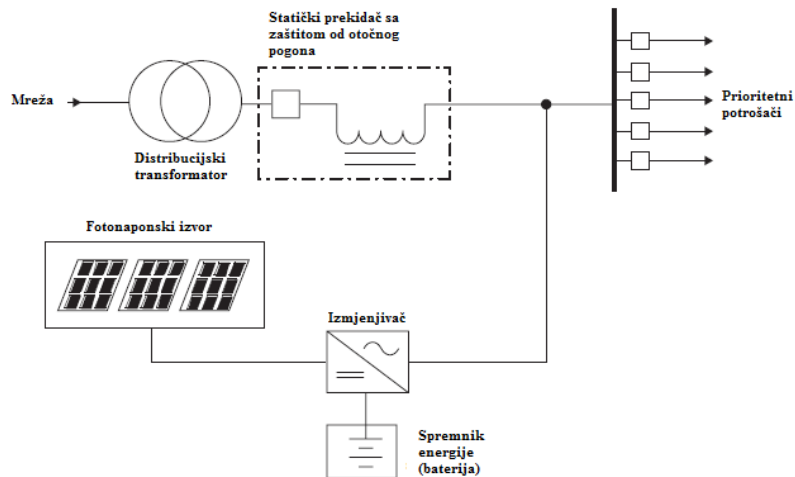 Statički prekidač sa
zaštitom od otočnog
pogona
Mreža
Distribucijski
transformator
Prioritetni
potrošači
Fotonaponski izvor
Izmjenjivač
Spremnik
energije
(baterija)